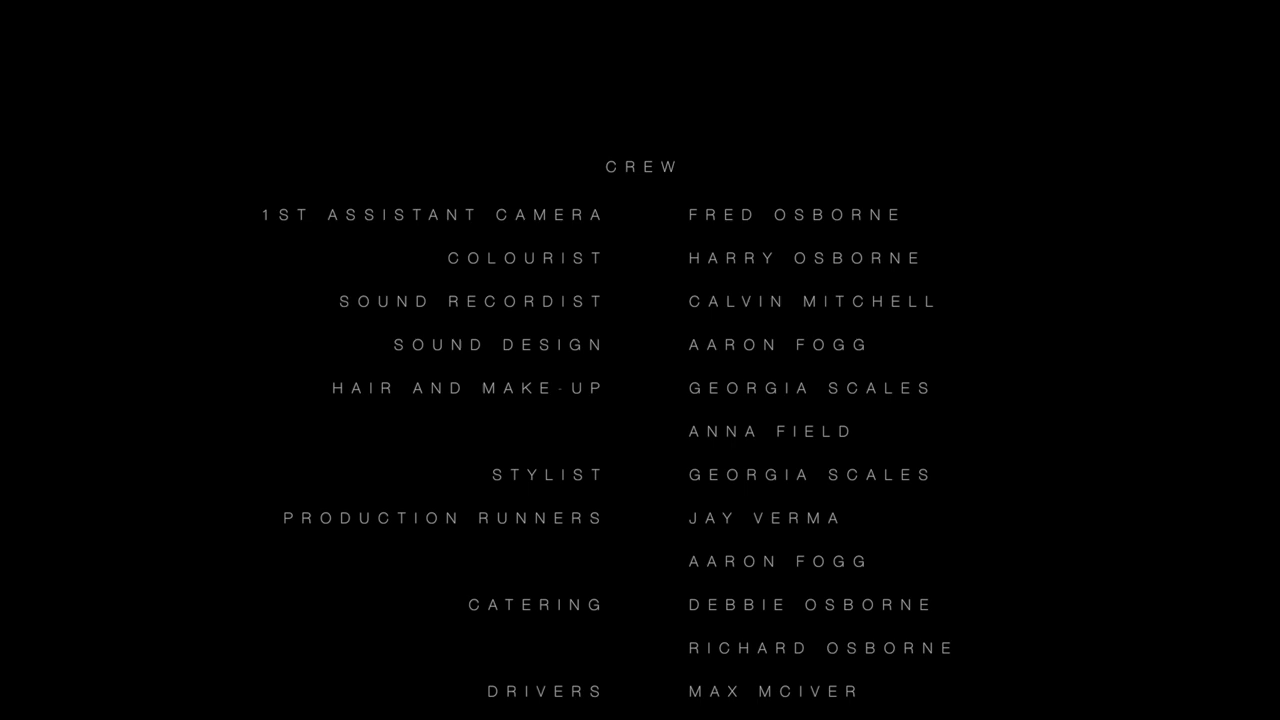 CREW
1ST ASSISTANT CAMERA FRED OSBORNE
COLOURIST HARRY OSBORNE
SOUND RECORDIST CALVIN MITCHELL
SOUND DESIGN AARON FOGG
HAIR AND MAKE-UP GEORGIA SCALES
ANNA FIELD
STYLIST GEORGIA SCALES
PRODUCTION RUNNERS JAY VERMA
AARON FOGG
CATERING DEBBIE OSBORNE
RICHARD OSBORNE
DRIVERS MAX MCIVER